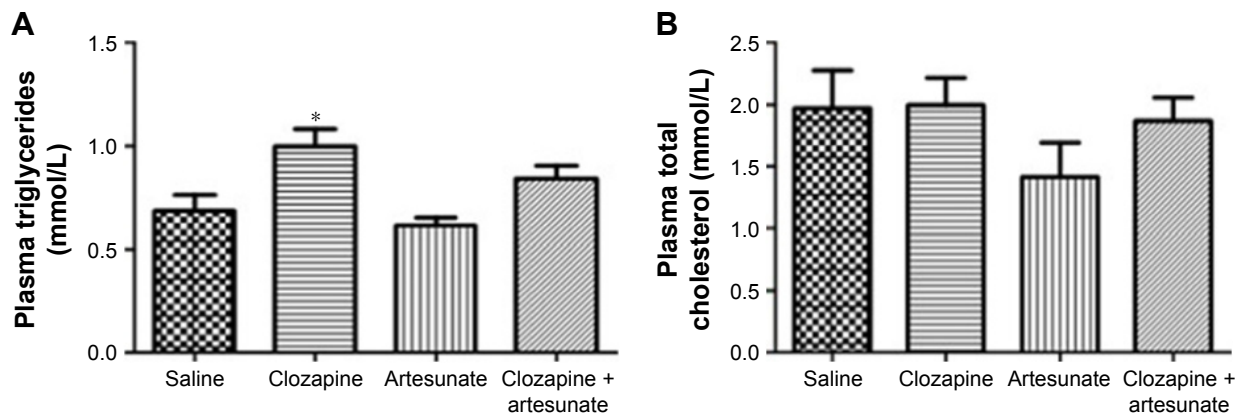 A
Plasma triglycerides
(mmol/L)
1.5
1.0
0.5
0.0
*
Saline
Clozapine
Artesunate
Clozapine +
artesunate
B
Plasma total
cholesterol (mmol/L)
2.5
2.0
1.5
1.0
0.5
0.0
Saline
Clozapine
Artesunate
Clozapine +
artesunate